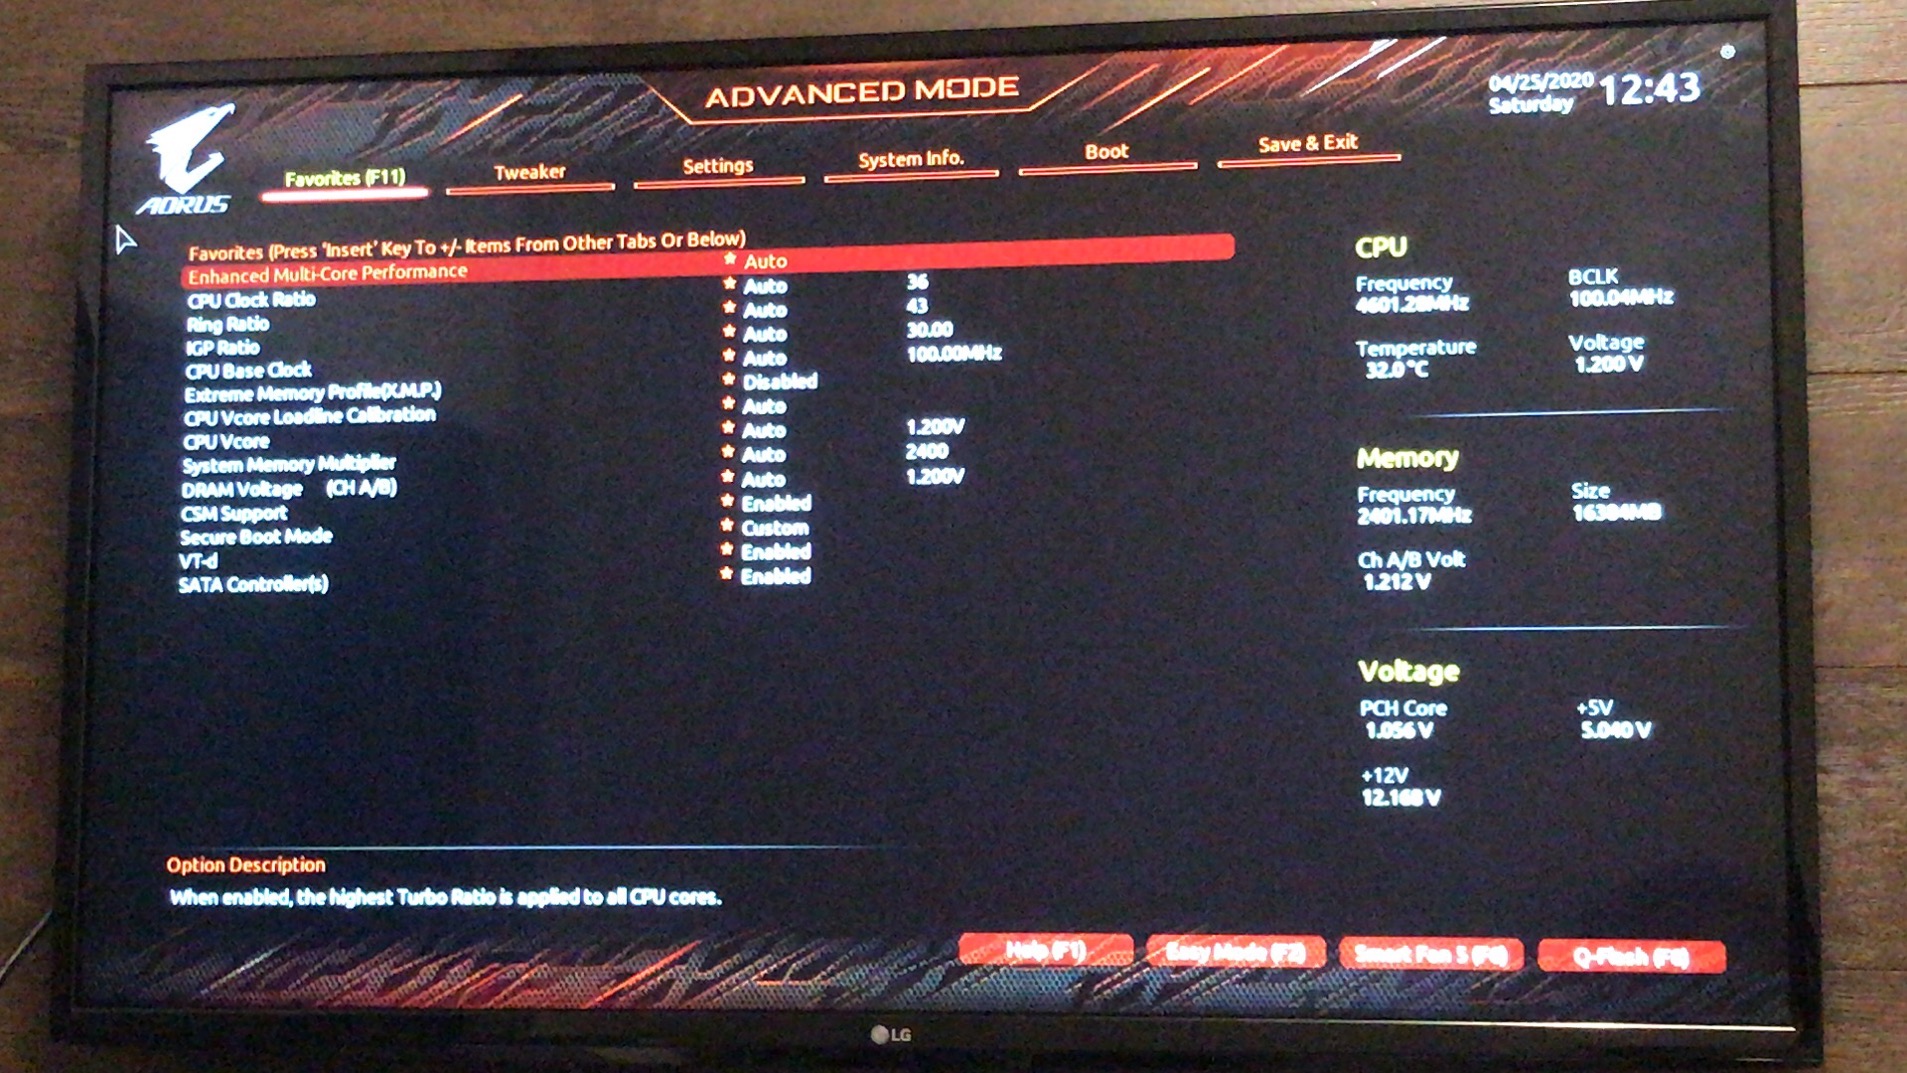 ADVANCED MODE
04/25/2020 12:43
Saturday
AORUS
Favorites (F11) Tweaker Settings System Info. Boot Save & Exit
Favorites (Press 'Insert' Key To +/- Items From Other Tabs Or Below)
Enhanced Multi-Core Performance ★ Auto
CPU Clock Ratio ★ Auto 36
Ring Ratio ★ Auto 43
IGP Ratio ★ Auto 30.00
CPU Base Clock ★ Auto 100.00MHz
Extreme Memory Profile(X.M.P.) ★ Disabled
CPU Vcore Loadline Calibration ★ Auto
CPU Vcore ★ Auto 1.200V
System Memory Multiplier ★ Auto 2400
DRAM Voltage (CH A/B) ★ Auto 1.200V
CSM Support ★ Enabled
Secure Boot Mode ★ Custom
VT-d ★ Enabled
SATA Controller(s) ★ Enabled
CPU
Frequency BCLK
4601.28MHz 100.04MHz
Temperature Voltage
32.0 °C 1.200 V
Memory
Frequency Size
2401.17MHz 16384MB
Ch A/B Volt
1.212 V
Voltage
PCH Core +5V
1.056 V 5.040 V
+12V
12.168 V
Option Description
When enabled, the highest Turbo Ratio is applied to all CPU cores.
Help (F1) Easy Mode (F2) Smart Fan 5 (F6) Q-Flash (F8)
LG